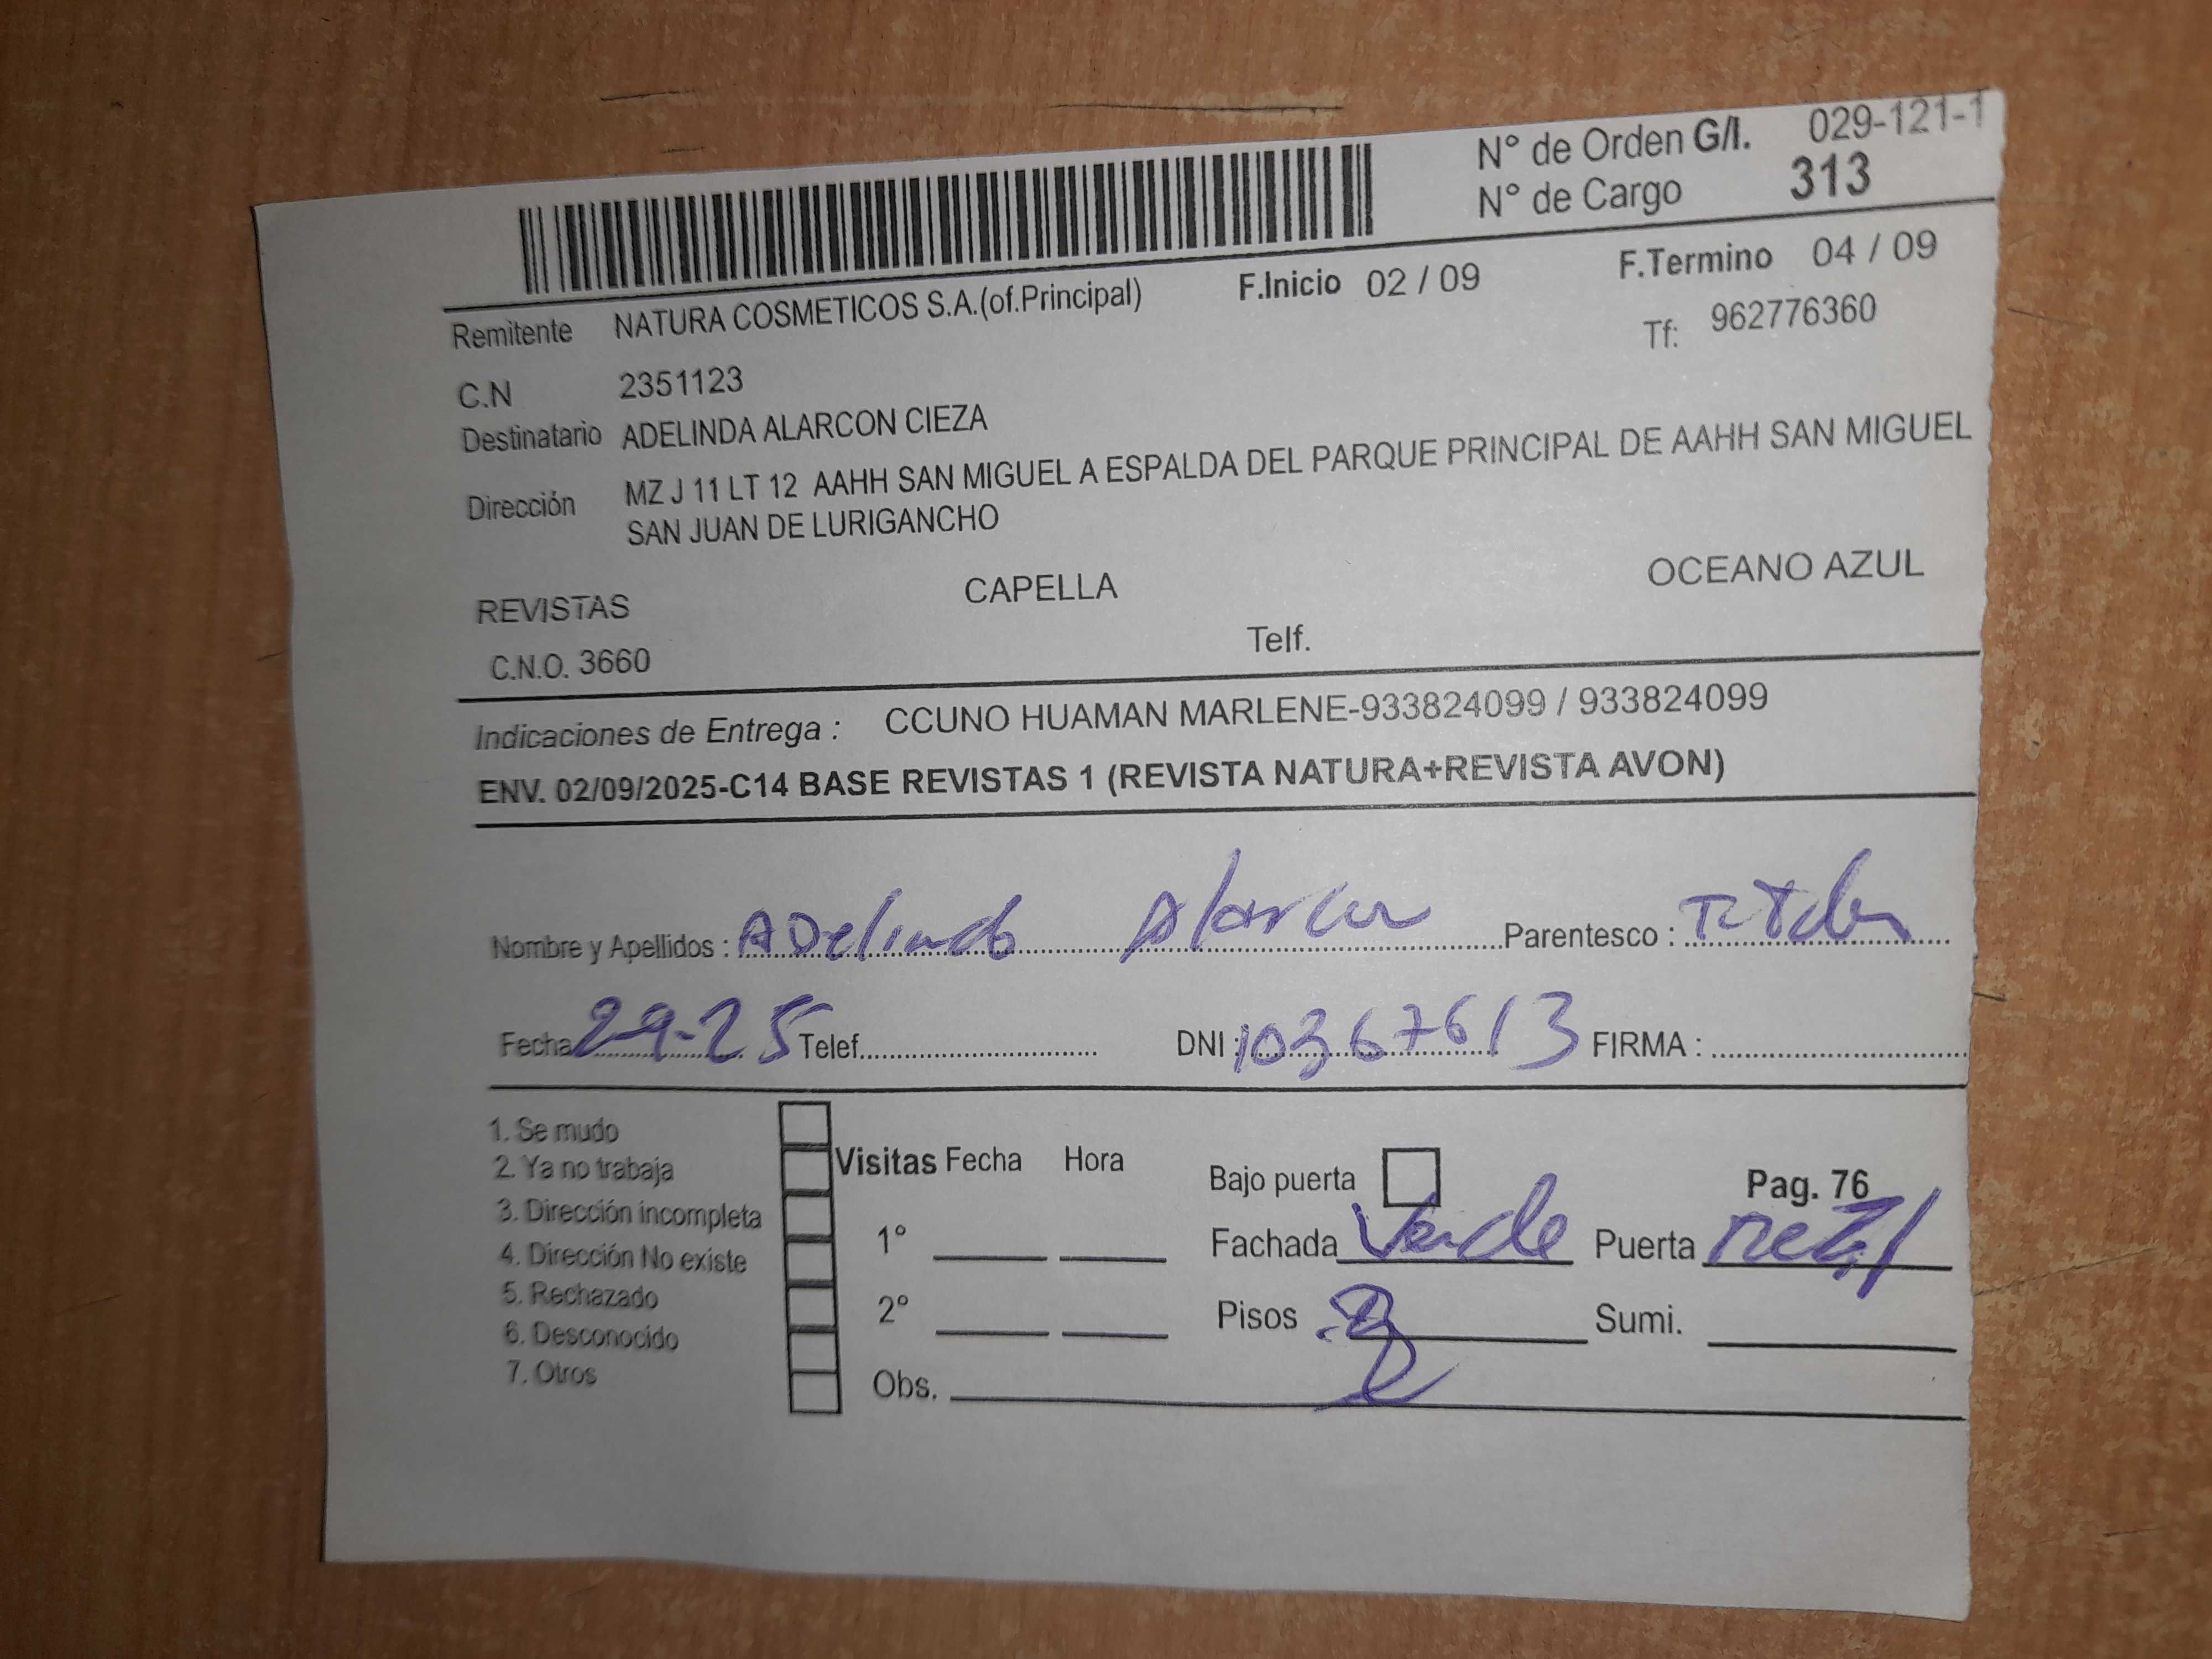 N° de Orden G/I. 029-121-1
N° de Cargo 313
Remitente NATURA COSMETICOS S.A.(of.Principal) F.Inicio 02 / 09 F.Termino 04 / 09
C.N 2351123 Tf: 962776360
Destinatario ADELINDA ALARCON CIEZA
Dirección MZ J 11 LT 12 AAHH SAN MIGUEL A ESPALDA DEL PARQUE PRINCIPAL DE AAHH SAN MIGUEL
SAN JUAN DE LURIGANCHO
REVISTAS CAPELLA OCEANO AZUL
C.N.O. 3660 Telf.
Indicaciones de Entrega : CCUNO HUAMAN MARLENE-933824099 / 933824099
ENV. 02/09/2025-C14 BASE REVISTAS 1 (REVISTA NATURA+REVISTA AVON)
Nombre y Apellidos : ADelinda Alarcon Parentesco :
Fecha 2-9-25 Telef. DNI : 10367613 FIRMA :
1. Se mudo
2. Ya no trabaja
3. Dirección incompleta
4. Dirección No existe
5. Rechazado
6. Desconocido
7. Otros
Visitas Fecha Hora
1°
2°
Obs.
Bajo puerta Pag. 76
Fachada Verde Puerta
Pisos Sumi.